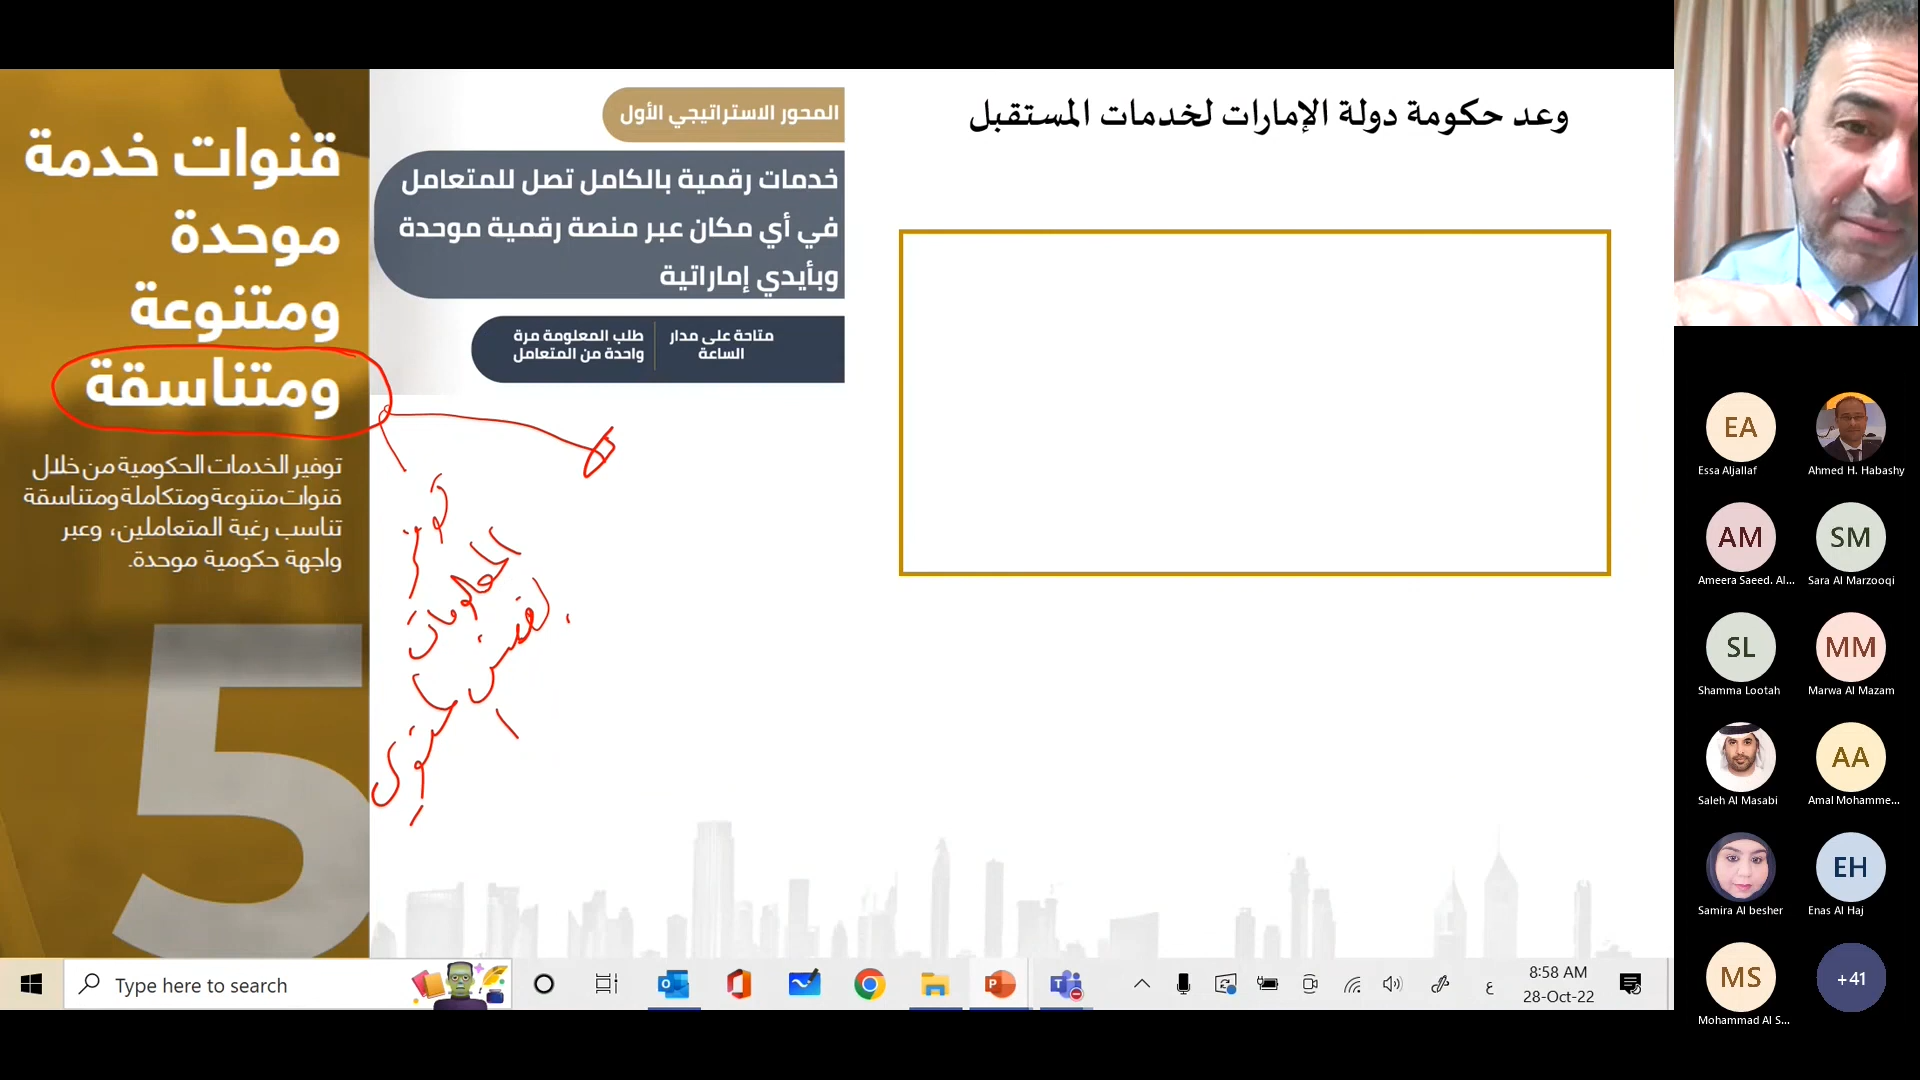 وعد حكومة دولة الإمارات لخدمات المستقبل
المحور الاستراتيجي الأول
خدمات رقمية بالكامل تصل للمتعامل
في أي مكان عبر منصة رقمية موحدة
وبأيدي إماراتية
متاحة على مدار
الساعة
طلب المعلومة مرة
واحدة من المتعامل
قنوات خدمة
موحدة
ومتنوعة
ومتناسقة
توفير الخدمات الحكومية من خلال
قنوات متنوعة ومتكاملة ومتناسقة
تناسب رغبة المتعاملين، وعبر
واجهة حكومية موحدة.
5
توفر
المعلومات
بنفس
المستوى
EA
Essa Aljallaf
Ahmed H. Habashy
AM
Ameera Saeed. Al...
SM
Sara Al Marzooqi
SL
Shamma Lootah
MM
Marwa Al Mazam
Saleh Al Masabi
AA
Amal Mohamme...
Samira Al besher
EH
Enas Al Haj
MS
Mohammad Al S...
+41
Type here to search
ع
8:58 AM
28-Oct-22